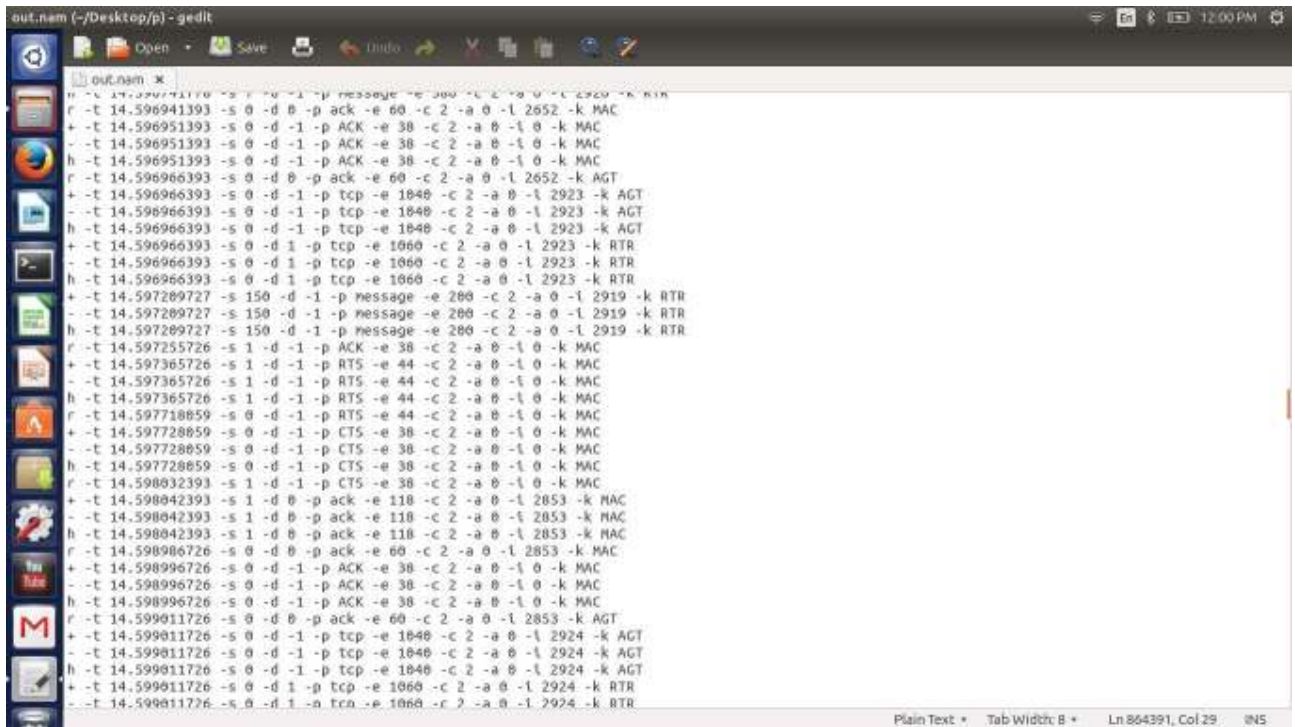 out.nam (~/Desktop/p) - gedit
En 12:00 PM
Open Save Undo
out.nam ×
r -t 14.596941393 -s 0 -d 0 -p ack -e 60 -c 2 -a 0 -i 2652 -k MAC
+ -t 14.596951393 -s 0 -d -1 -p ACK -e 38 -c 2 -a 0 -i 0 -k MAC
- -t 14.596951393 -s 0 -d -1 -p ACK -e 38 -c 2 -a 0 -i 0 -k MAC
h -t 14.596951393 -s 0 -d -1 -p ACK -e 38 -c 2 -a 0 -i 0 -k MAC
r -t 14.596966393 -s 0 -d 0 -p ack -e 60 -c 2 -a 0 -i 2652 -k AGT
+ -t 14.596966393 -s 0 -d -1 -p tcp -e 1040 -c 2 -a 0 -i 2923 -k AGT
- -t 14.596966393 -s 0 -d -1 -p tcp -e 1040 -c 2 -a 0 -i 2923 -k AGT
h -t 14.596966393 -s 0 -d -1 -p tcp -e 1040 -c 2 -a 0 -i 2923 -k AGT
+ -t 14.596966393 -s 0 -d 1 -p tcp -e 1060 -c 2 -a 0 -i 2923 -k RTR
- -t 14.596966393 -s 0 -d 1 -p tcp -e 1060 -c 2 -a 0 -i 2923 -k RTR
h -t 14.596966393 -s 0 -d 1 -p tcp -e 1060 -c 2 -a 0 -i 2923 -k RTR
+ -t 14.597209727 -s 150 -d -1 -p message -e 200 -c 2 -a 0 -i 2919 -k RTR
- -t 14.597209727 -s 150 -d -1 -p message -e 200 -c 2 -a 0 -i 2919 -k RTR
h -t 14.597209727 -s 150 -d -1 -p message -e 200 -c 2 -a 0 -i 2919 -k RTR
r -t 14.597255726 -s 1 -d -1 -p ACK -e 38 -c 2 -a 0 -i 0 -k MAC
+ -t 14.597365726 -s 1 -d -1 -p RTS -e 44 -c 2 -a 0 -i 0 -k MAC
- -t 14.597365726 -s 1 -d -1 -p RTS -e 44 -c 2 -a 0 -i 0 -k MAC
h -t 14.597365726 -s 1 -d -1 -p RTS -e 44 -c 2 -a 0 -i 0 -k MAC
r -t 14.597718059 -s 0 -d -1 -p RTS -e 44 -c 2 -a 0 -i 0 -k MAC
+ -t 14.597728059 -s 0 -d -1 -p CTS -e 38 -c 2 -a 0 -i 0 -k MAC
- -t 14.597728059 -s 0 -d -1 -p CTS -e 38 -c 2 -a 0 -i 0 -k MAC
h -t 14.597728059 -s 0 -d -1 -p CTS -e 38 -c 2 -a 0 -i 0 -k MAC
r -t 14.598032393 -s 1 -d -1 -p CTS -e 38 -c 2 -a 0 -i 0 -k MAC
+ -t 14.598042393 -s 1 -d 0 -p ack -e 118 -c 2 -a 0 -i 2853 -k MAC
- -t 14.598042393 -s 1 -d 0 -p ack -e 118 -c 2 -a 0 -i 2853 -k MAC
h -t 14.598042393 -s 1 -d 0 -p ack -e 118 -c 2 -a 0 -i 2853 -k MAC
r -t 14.598986726 -s 0 -d 0 -p ack -e 60 -c 2 -a 0 -i 2853 -k MAC
+ -t 14.598996726 -s 0 -d -1 -p ACK -e 38 -c 2 -a 0 -i 0 -k MAC
- -t 14.598996726 -s 0 -d -1 -p ACK -e 38 -c 2 -a 0 -i 0 -k MAC
h -t 14.598996726 -s 0 -d -1 -p ACK -e 38 -c 2 -a 0 -i 0 -k MAC
r -t 14.599011726 -s 0 -d 0 -p ack -e 60 -c 2 -a 0 -i 2853 -k AGT
+ -t 14.599011726 -s 0 -d -1 -p tcp -e 1040 -c 2 -a 0 -i 2924 -k AGT
- -t 14.599011726 -s 0 -d -1 -p tcp -e 1040 -c 2 -a 0 -i 2924 -k AGT
h -t 14.599011726 -s 0 -d -1 -p tcp -e 1040 -c 2 -a 0 -i 2924 -k AGT
+ -t 14.599011726 -s 0 -d 1 -p tcp -e 1060 -c 2 -a 0 -i 2924 -k RTR
- -t 14.599011726 -s 0 -d 1 -p tcp -e 1060 -c 2 -a 0 -i 2924 -k RTR
You Tube
Plain Text Tab Width: 8 Ln 864391, Col 29 INS